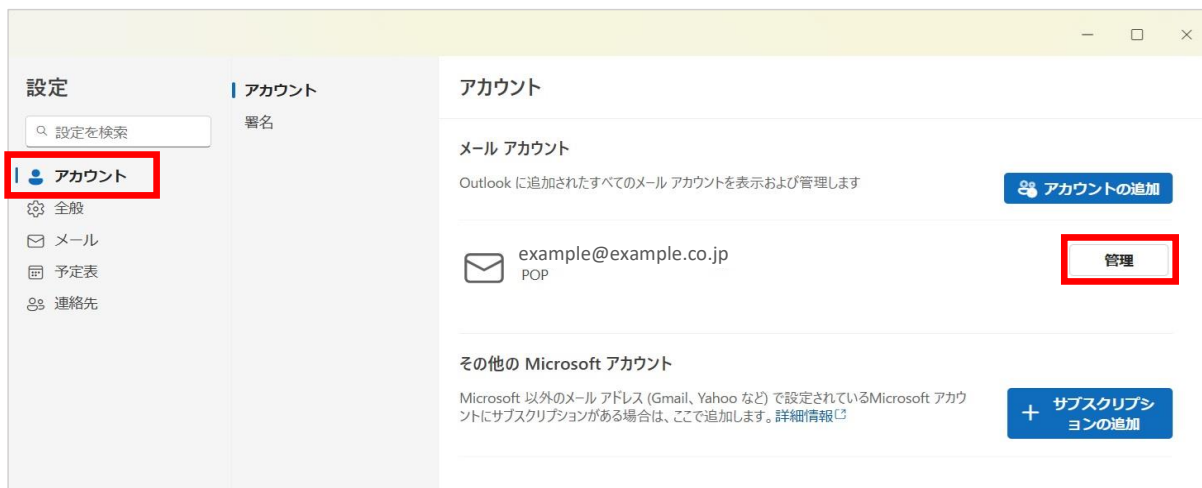 設定
設定を検索
アカウント
全般
メール
予定表
連絡先
アカウント
署名
アカウント
メール アカウント
Outlook に追加されたすべてのメール アカウントを表示および管理します
アカウントの追加
example@example.co.jp
POP
管理
その他の Microsoft アカウント
Microsoft 以外のメール アドレス (Gmail、Yahoo など) で設定されているMicrosoft アカウ
ントにサブスクリプションがある場合は、ここで追加します。詳細情報
サブスクリプシ
ョンの追加